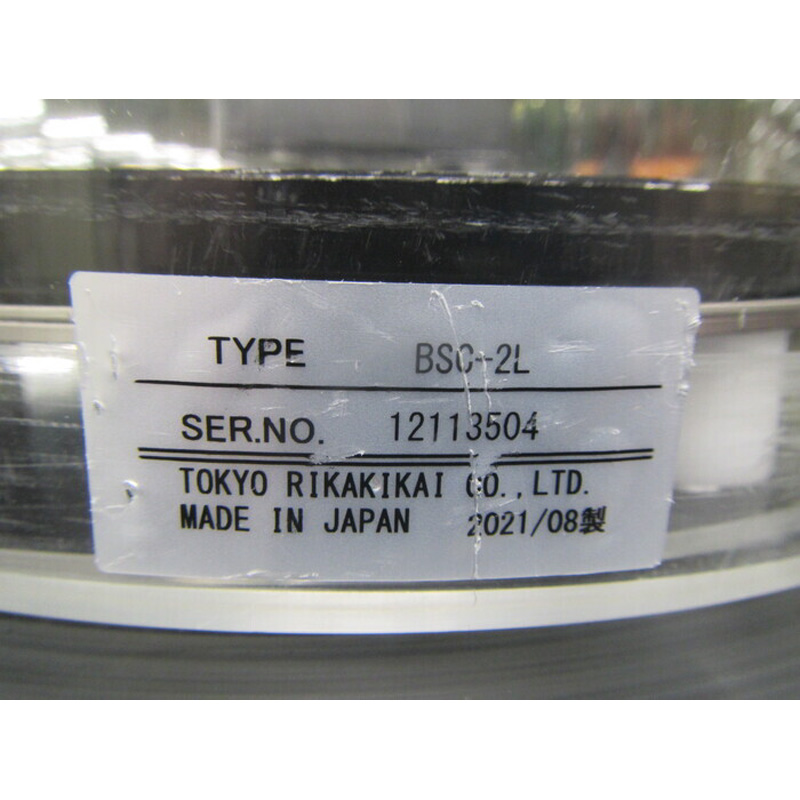 TYPE BSC-2L
SER.NO. 12113504
TOKYO RIKAKIKAI CO.,LTD.
MADE IN JAPAN 2021/08製